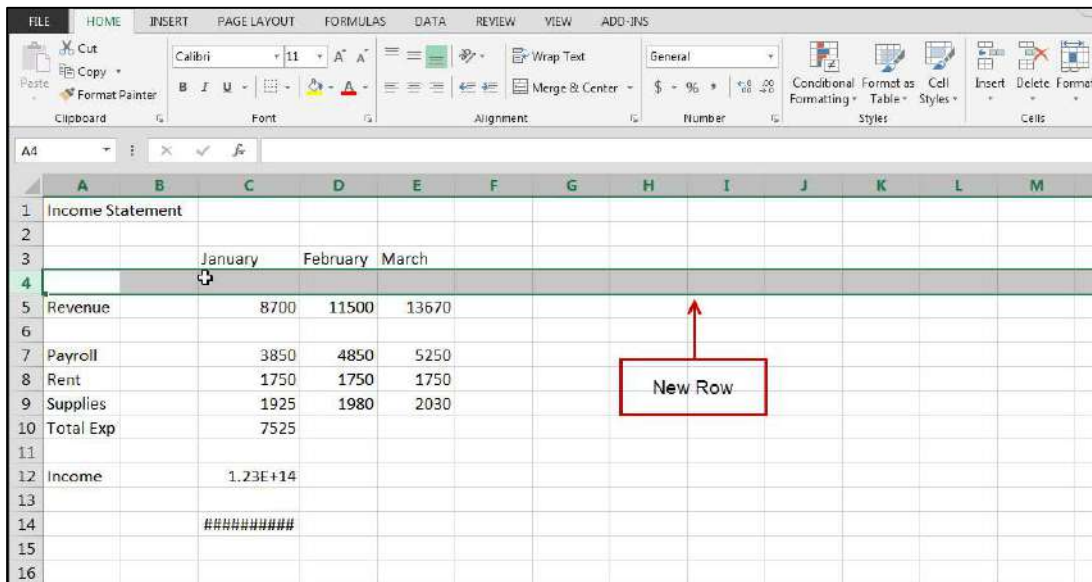 FILE HOME INSERT PAGE LAYOUT FORMULAS DATA REVIEW VIEW ADD-INS
Cut
Copy
Paste
Format Painter
Clipboard
Calibri 11 A A
B I U A
Font
Wrap Text
Merge & Center
Alignment
General
$ % ,
Number
Conditional Formatting
Format as Table
Cell Styles
Styles
Insert Delete Format
Cells
A4 fx
A B C D E F G H I J K L M
1 Income Statement
2
3 January February March
4
5 Revenue 8700 11500 13670
6
7 Payroll 3850 4850 5250
8 Rent 1750 1750 1750
9 Supplies 1925 1980 2030
10 Total Exp 7525
11
12 Income 1.23E+14
13
14 ##########
15
16
New Row